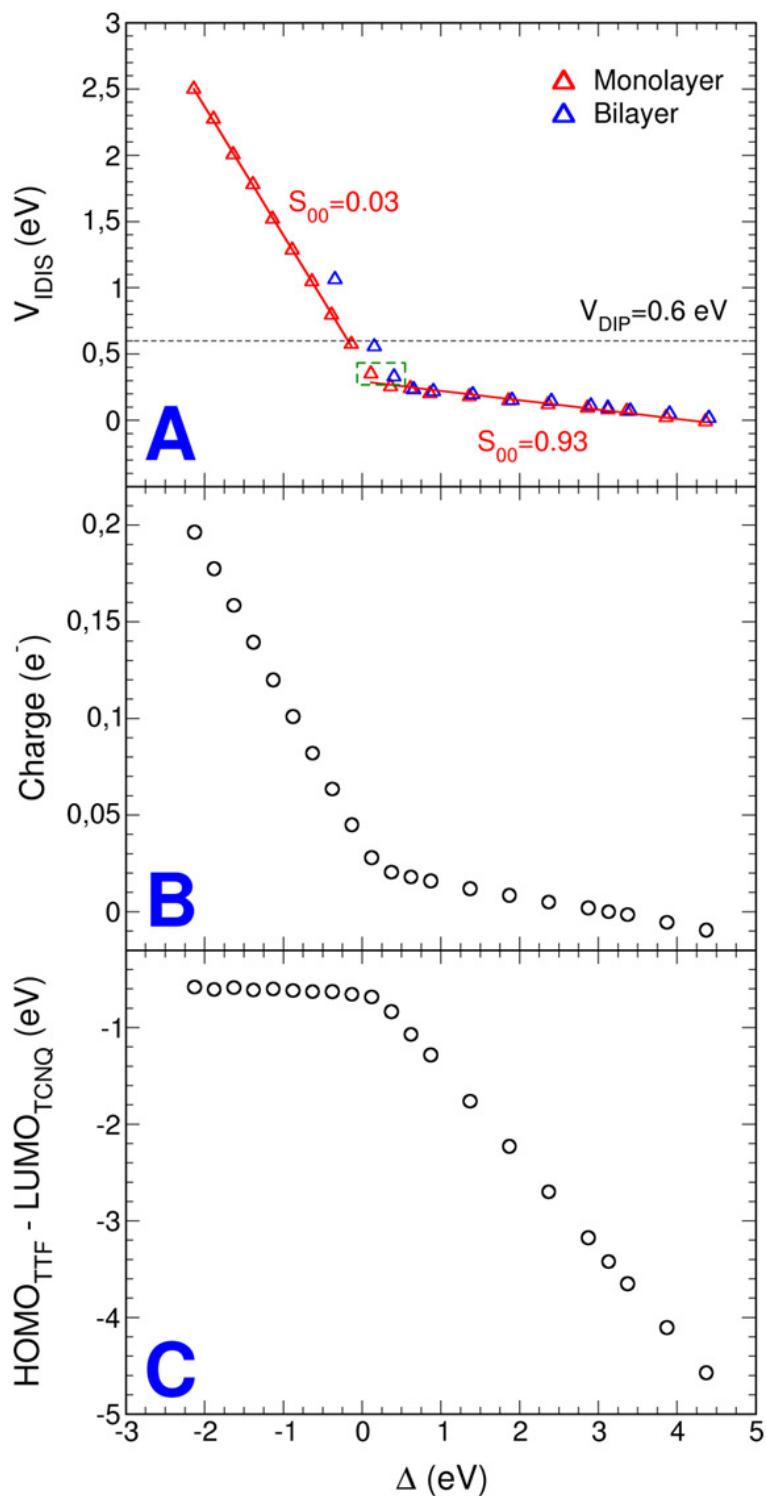 3
2,5
2
1,5
1
0,5
0
V_IDIS (eV)
Monolayer
Bilayer
S_00=0.03
V_DIP=0.6 eV
S_00=0.93
A
0,2
0,15
0,1
0,05
0
Charge (e⁻)
B
-1
-2
-3
-4
-5
HOMO_TTF - LUMO_TCNQ (eV)
C
-3 -2 -1 0 1 2 3 4 5
Δ (eV)